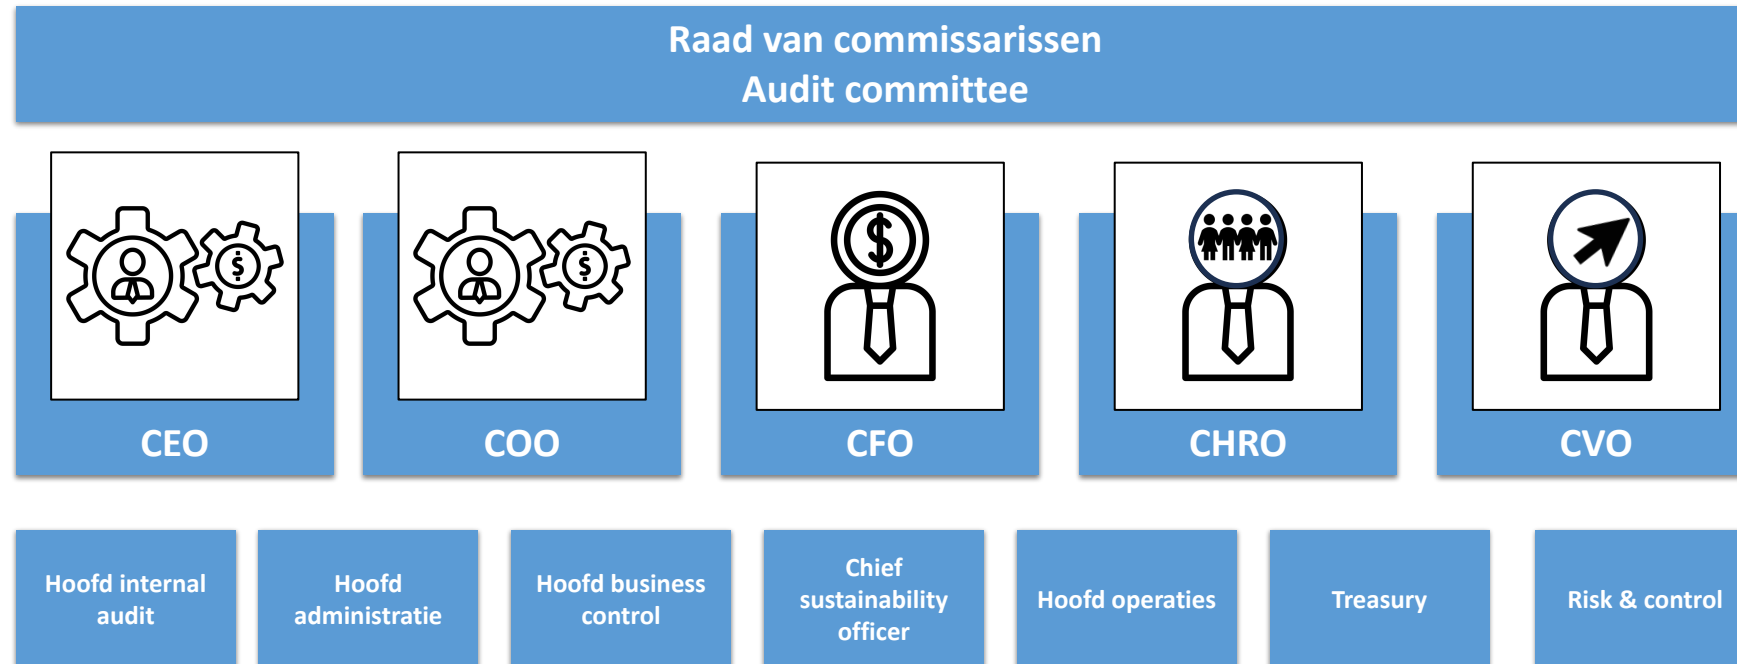 Raad van commissarissen
Audit committee
CEO
COO
CFO
CHRO
CVO
Hoofd internal
audit
Hoofd
administratie
Hoofd business
control
Chief
sustainability
officer
Hoofd operaties
Treasury
Risk & control